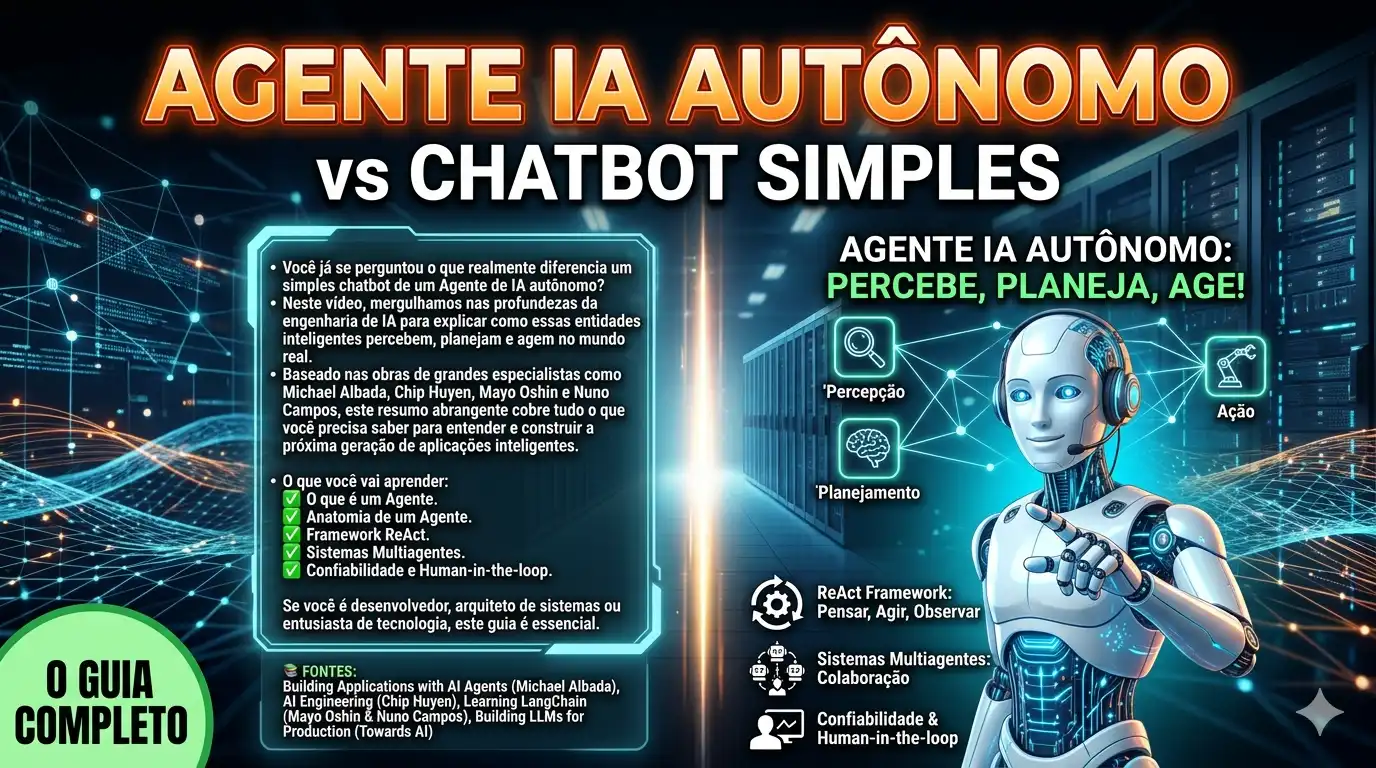 AGENTE IA AUTÔNOMO
vs CHATBOT SIMPLES
• Você já se perguntou o que realmente diferencia um
simples chatbot de um Agente de IA autônomo?
• Neste vídeo, mergulhamos nas profundezas da
engenharia de IA para explicar como essas entidades
inteligentes percebem, planejam e agem no mundo
real.
• Baseado nas obras de grandes especialistas como
Michael Albada, Chip Huyen, Mayo Oshin e Nuno
Campos, este resumo abrangente cobre tudo o que
você precisa saber para entender e construir a
próxima geração de aplicações inteligentes.
• O que você vai aprender:
✅ O que é um Agente.
✅ Anatomia de um Agente.
✅ Framework ReAct.
✅ Sistemas Multiagentes.
✅ Confiabilidade e Human-in-the-loop.
Se você é desenvolvedor, arquiteto de sistemas ou
entusiasta de tecnologia, este guia é essencial.
📚 FONTES:
Building Applications with AI Agents (Michael Albada),
AI Engineering (Chip Huyen), Learning LangChain
(Mayo Oshin & Nuno Campos), Building LLMs for
Production (Towards AI)
O GUIA
COMPLETO
AGENTE IA AUTÔNOMO:
PERCEBE, PLANEJA, AGE!
'Percepção
'Planejamento
Ação
ReAct Framework:
Pensar, Agir, Observar
Sistemas Multiagentes:
Colaboração
Confiabilidade &
Human-in-the-loop